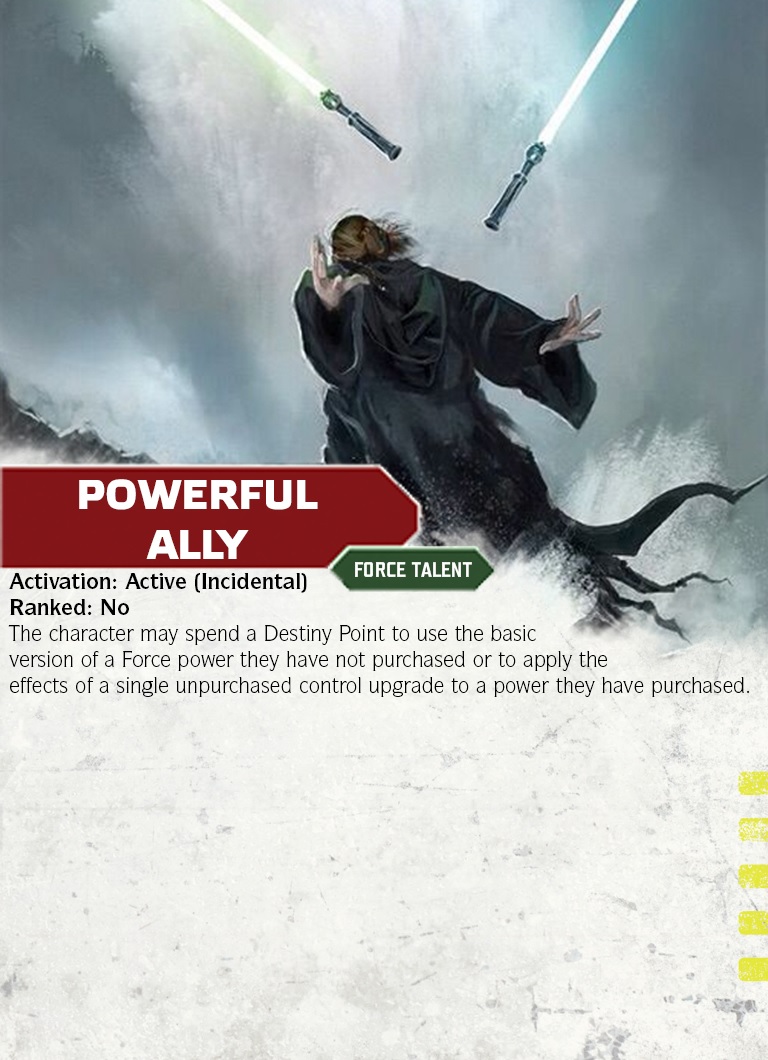 POWERFUL
ALLY
FORCE TALENT
Activation: Active (Incidental)
Ranked: No
The character may spend a Destiny Point to use the basic
version of a Force power they have not purchased or to apply the
effects of a single unpurchased control upgrade to a power they have purchased.